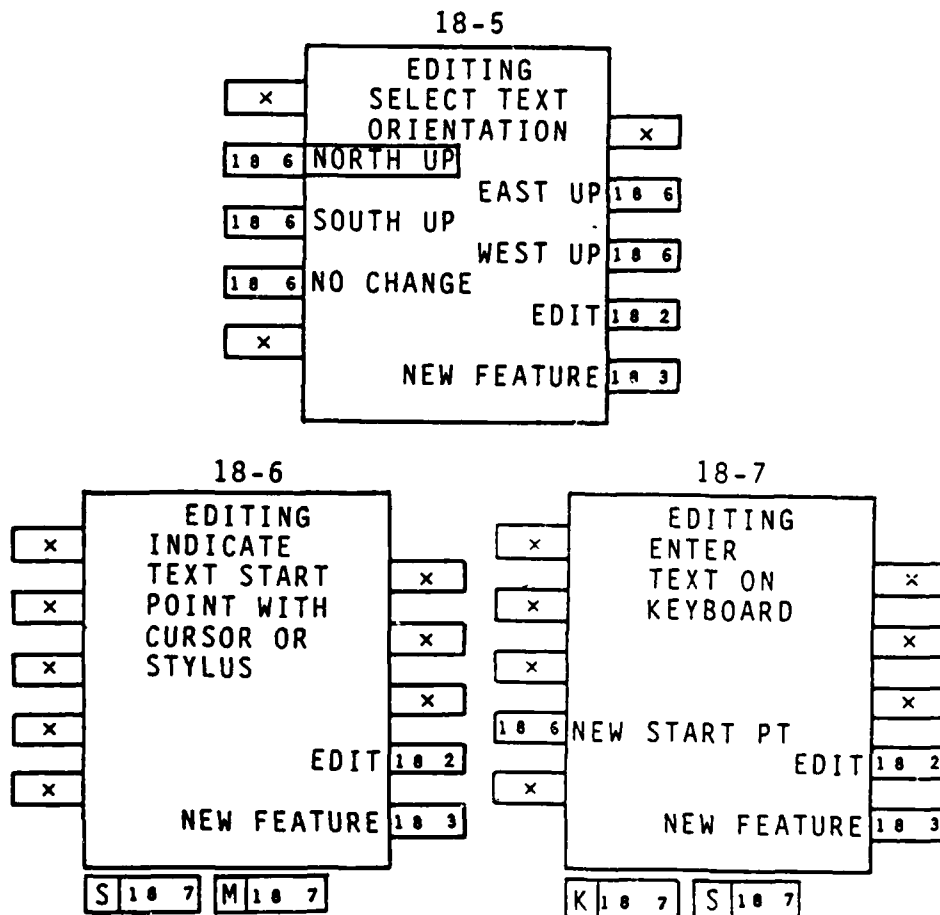 18-5
EDITING
×
SELECT TEXT
ORIENTATION ×
18 6 NORTH UP
EAST UP 18 6
18 6 SOUTH UP
WEST UP 18 6
18 6 NO CHANGE
EDIT 18 2
×
NEW FEATURE 18 3
18-6
EDITING
× INDICATE
TEXT START ×
× POINT WITH
CURSOR OR ×
× STYLUS
×
×
EDIT 18 2
×
NEW FEATURE 18 3
S 18 7 M 18 7
18-7
EDITING
× ENTER
TEXT ON ×
× KEYBOARD
×
×
×
18 6 NEW START PT
EDIT 18 2
×
NEW FEATURE 18 3
K 18 7 S 18 7